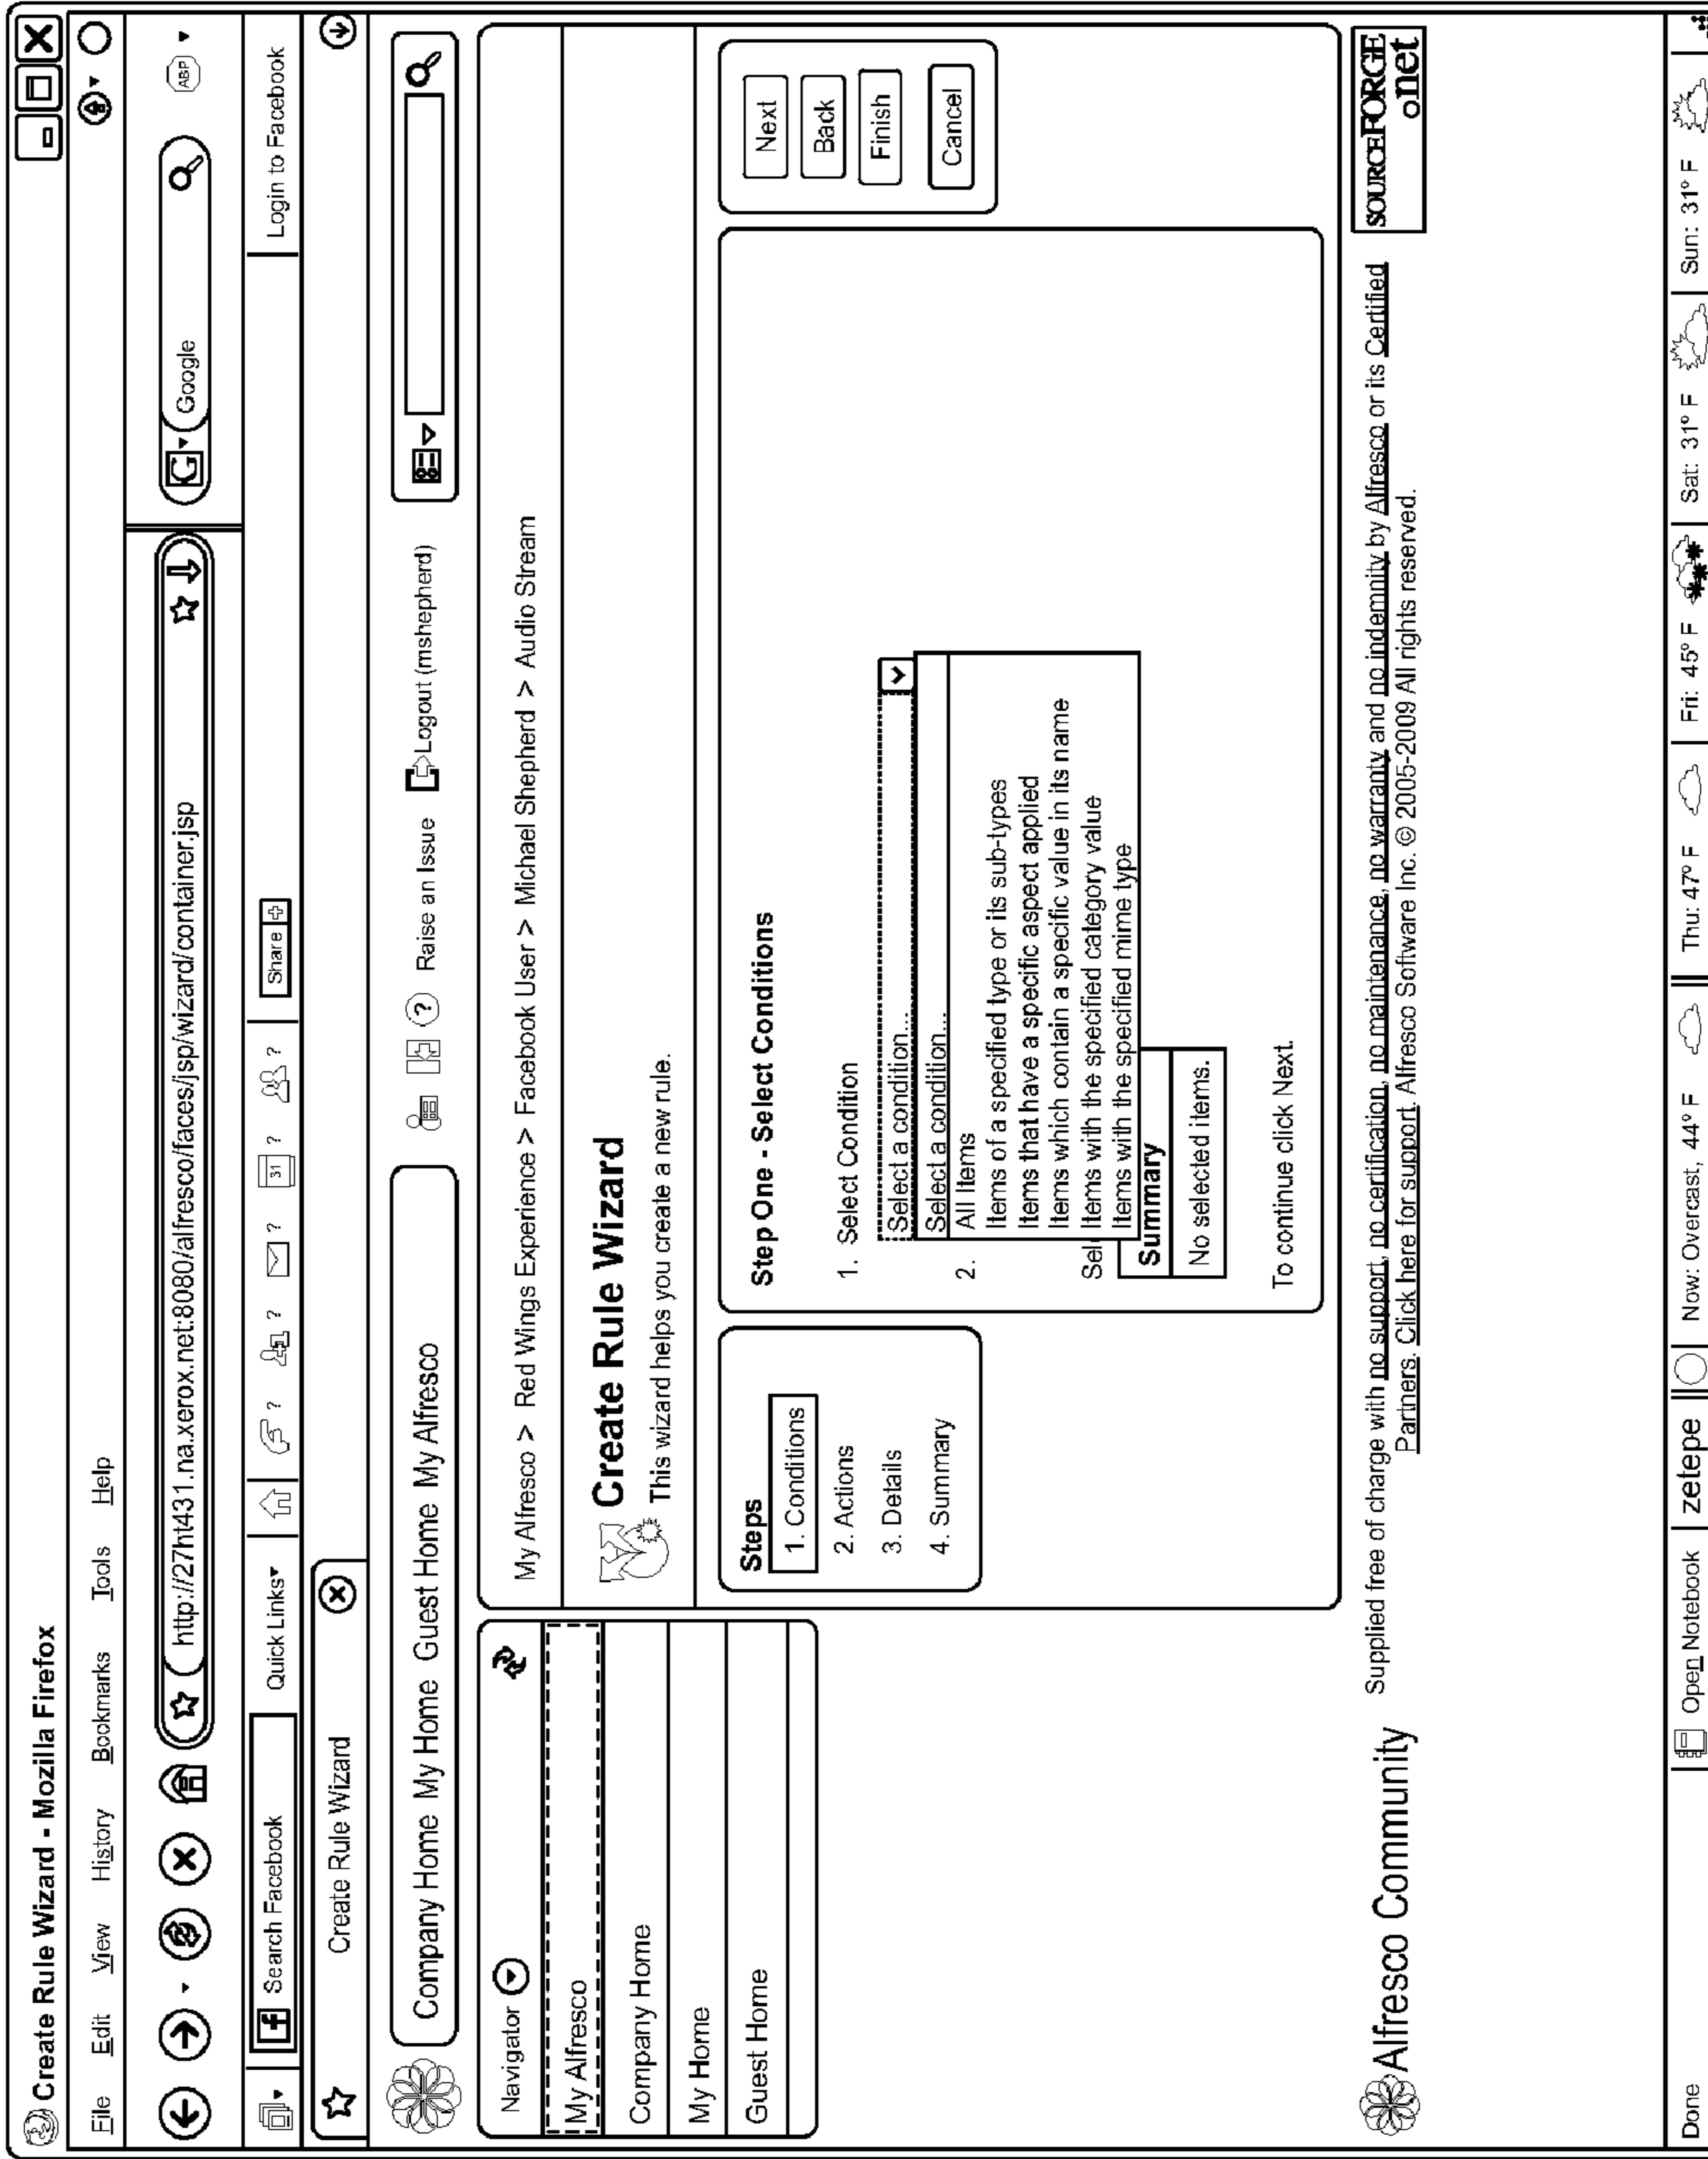 Create Rule Wizard - Mozilla Firefox
File Edit View History Bookmarks Tools Help
http://27ht431.na.xerox.net:8080/alfresco/faces/jsp/wizard/container.jsp
G Google
ABP
f Search Facebook Quick Links ? ? ? 31 ? ? Share Login to Facebook
Create Rule Wizard
Company Home My Home Guest Home My Alfresco ? Raise an Issue Logout (mshepherd)
Navigator
My Alfresco
Company Home
My Home
Guest Home
My Alfresco > Red Wings Experience > Facebook User > Michael Shepherd > Audio Stream
Create Rule Wizard
This wizard helps you create a new rule.
Steps
1. Conditions
2. Actions
3. Details
4. Summary
Step One - Select Conditions
1. Select Condition
Select a condition...
Select a condition...
2. All Items
Items of a specified type or its sub-types
Items that have a specific aspect applied
Items which contain a specific value in its name
Sel Items with the specified category value
Items with the specified mime type
Summary
No selected items.
To continue click Next.
Next
Back
Finish
Cancel
Alfresco Community
Supplied free of charge with no support, no certification, no maintenance, no warranty and no indemnity by Alfresco or its Certified
Partners. Click here for support. Alfresco Software Inc. © 2005-2009 All rights reserved.
SOURCEFORGE
.net
Done Open Notebook zetepe Now: Overcast, 44° F Thu: 47° F Fri: 45° F Sat: 31° F Sun: 31° F